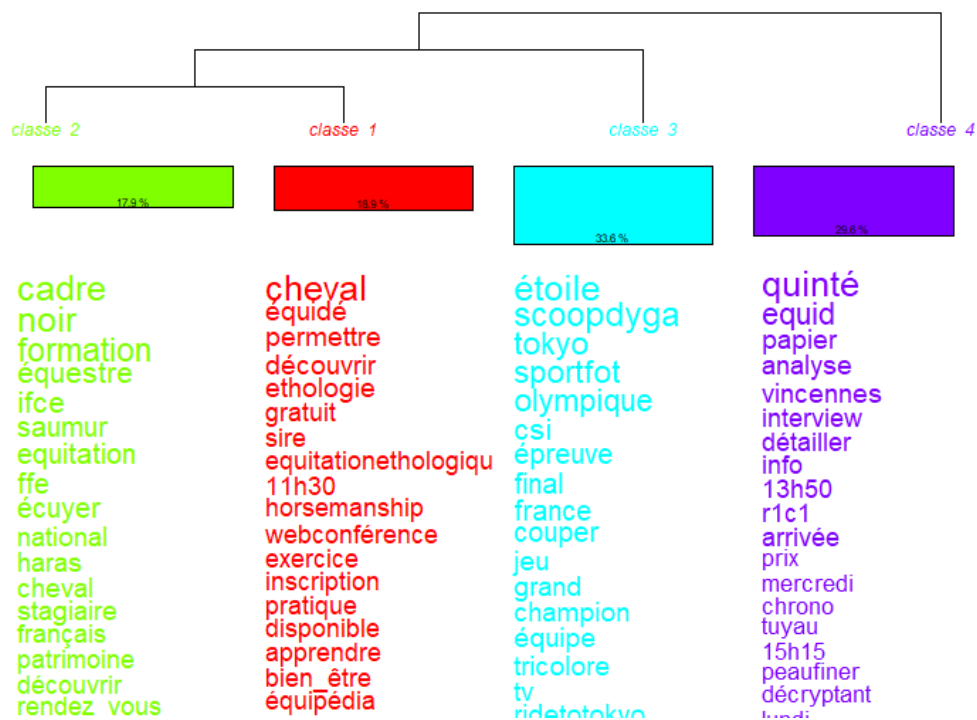 classe 2
classe 1
classe 3
classe 4
17.9 %
18.9 %
33.6 %
29.6 %
cadre
noir
formation
équestre
ifce
saumur
equitation
ffe
écuyer
national
haras
cheval
stagiaire
français
patrimoine
découvrir
rendez_vous
cheval
équidé
permettre
découvrir
ethologie
gratuit
sire
equitationethologiqu
11h30
horsemanship
webconférence
exercice
inscription
pratique
disponible
apprendre
bien_être
équipédia
étoile
scoopdyga
tokyo
sportfot
olympique
csi
épreuve
final
france
couper
jeu
grand
champion
équipe
tricolore
tv
ridetotokyo
quinté
equid
papier
analyse
vincennes
interview
détailler
info
13h50
r1c1
arrivée
prix
mercredi
chrono
tuyau
15h15
peaufiner
décryptant
lundi